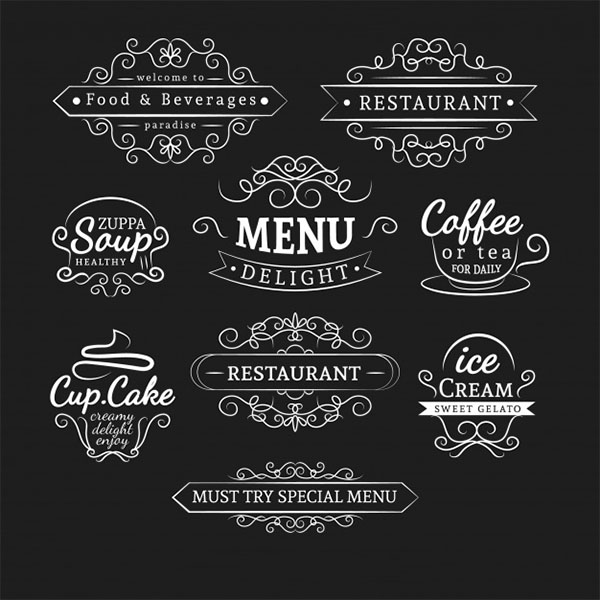 welcome to
Food & Beverages
paradise
RESTAURANT
ZUPPA
Soup
HEALTHY
MENU
DELIGHT
Coffee
or tea
FOR DAILY
Cup.Cake
creamy
delight
enjoy
RESTAURANT
ice
CREAM
SWEET GELATO
MUST TRY SPECIAL MENU